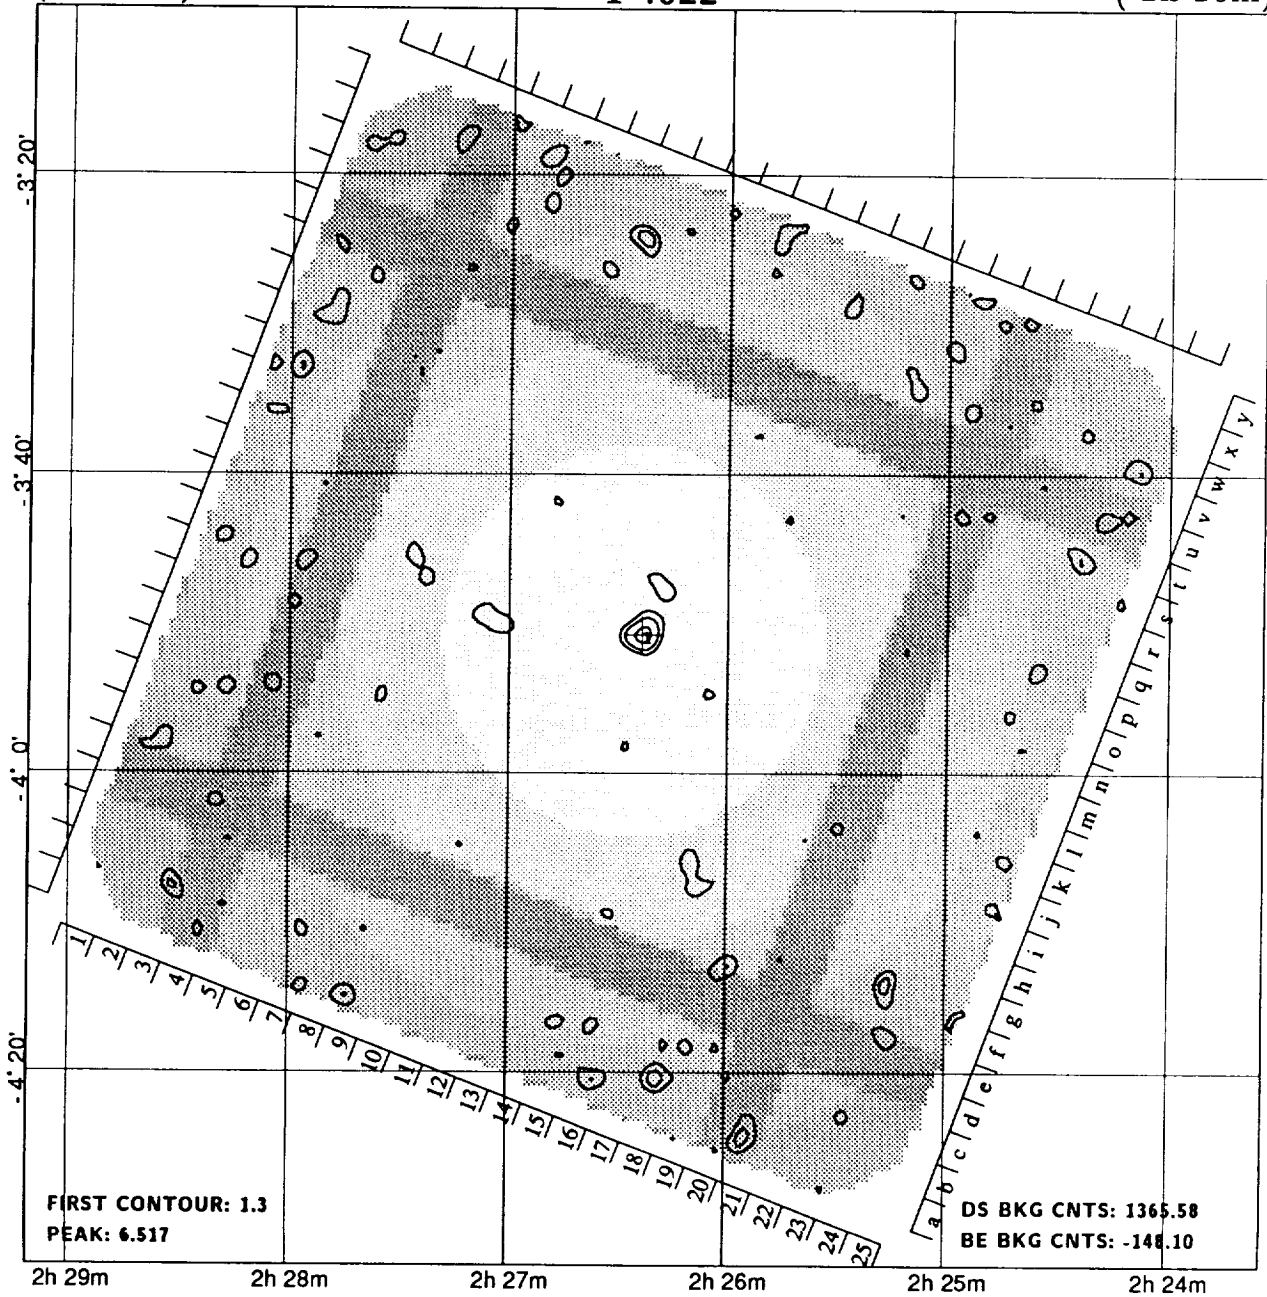 - 3° 20'
- 3° 40'
- 4° 0'
- 4° 20'
1 2 3 4 5 6 7 8 9 10 11 12 13 14 15 16 17 18 19 20 21 22 23 24 25
a b c d e f g h i j k l m n o p q r s t u v w x y
FIRST CONTOUR: 1.3
PEAK: 6.517
DS BKG CNTS: 1365.58
BE BKG CNTS: -148.10
2h 29m 2h 28m 2h 27m 2h 26m 2h 25m 2h 24m